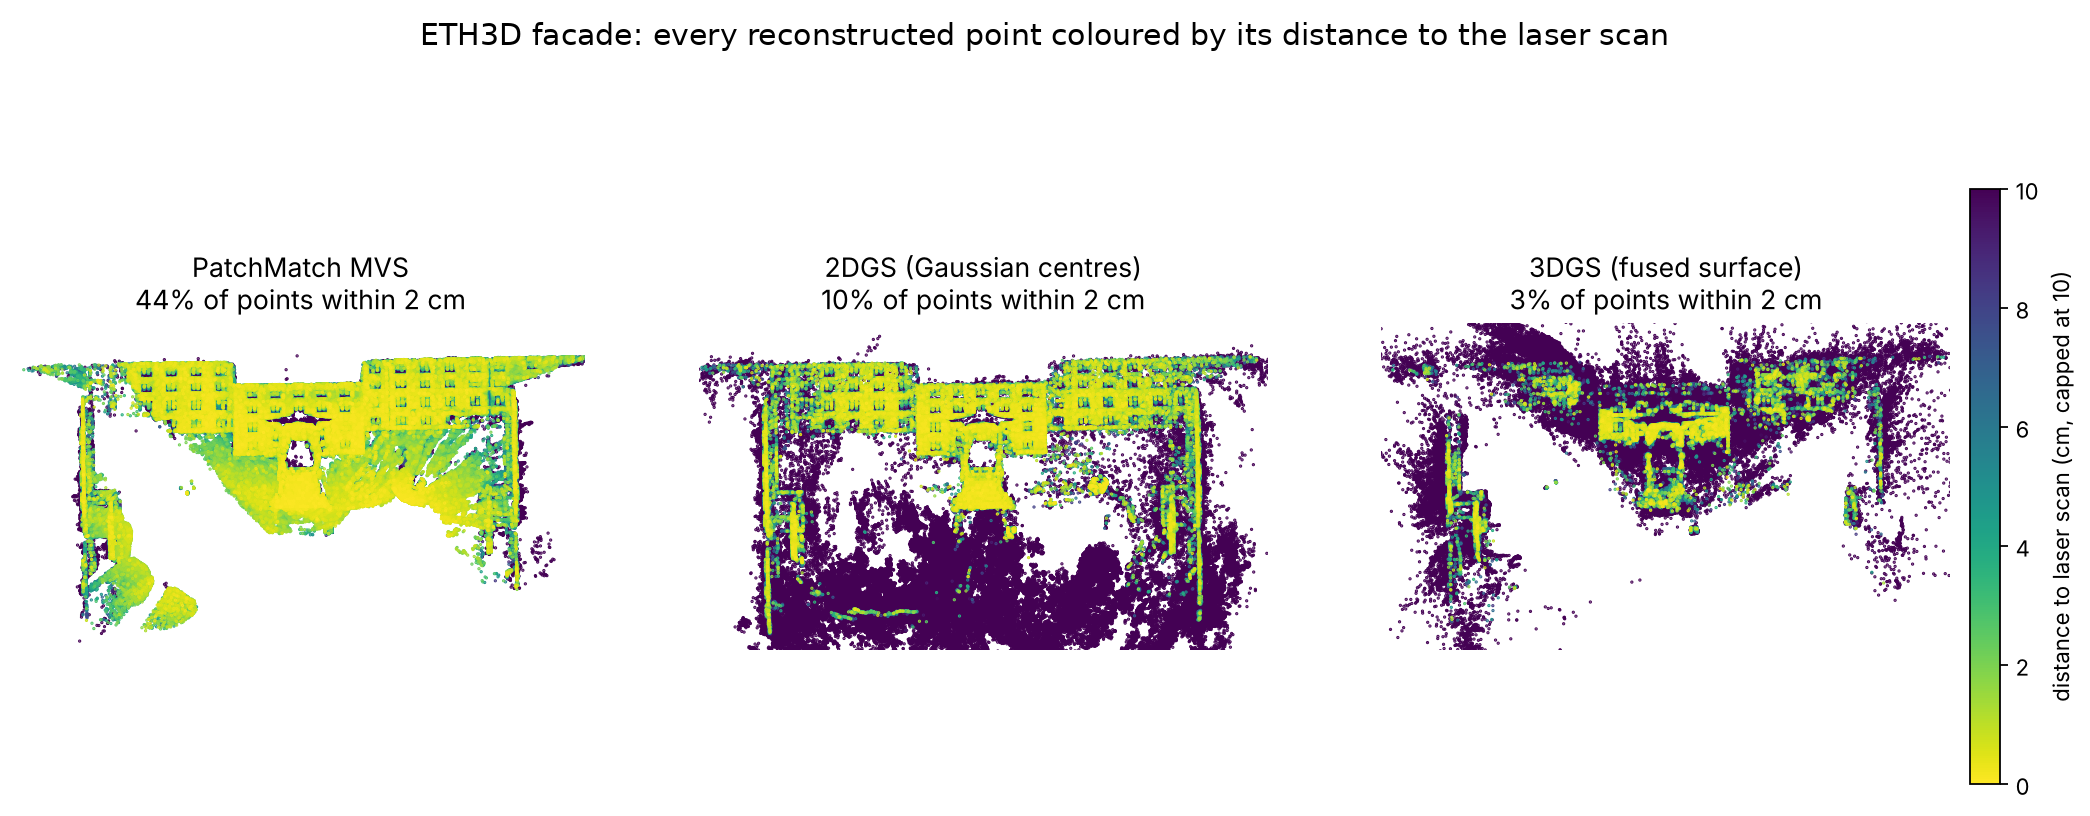 ETH3D facade: every reconstructed point coloured by its distance to the laser scan
PatchMatch MVS
44% of points within 2 cm
2DGS (Gaussian centres)
10% of points within 2 cm
3DGS (fused surface)
3% of points within 2 cm
10
8
6
4
2
0
distance to laser scan (cm, capped at 10)